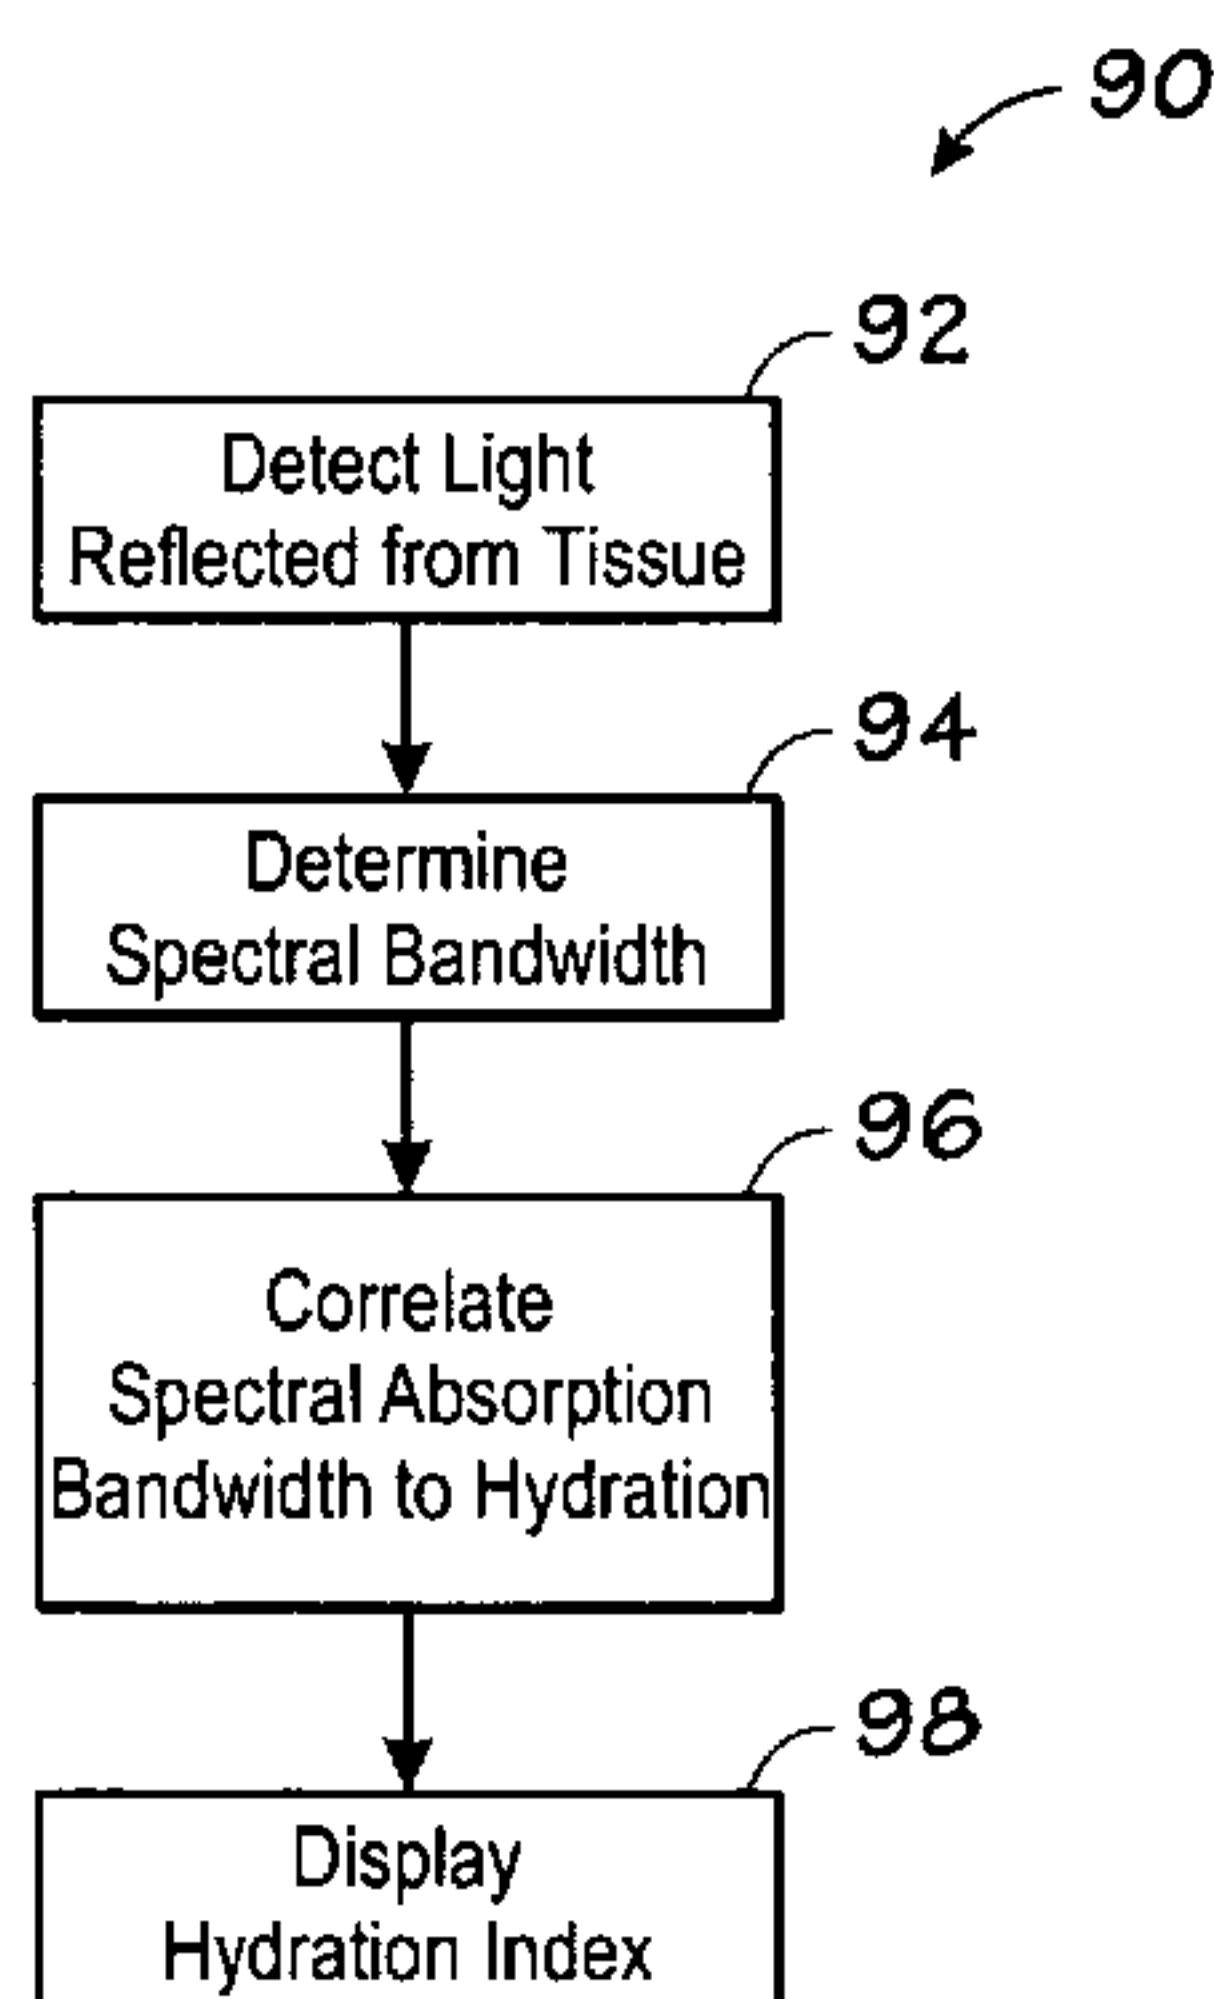 90
92
Detect Light
Reflected from Tissue
94
Determine
Spectral Bandwidth
96
Correlate
Spectral Absorption
Bandwidth to Hydration
98
Display
Hydration Index